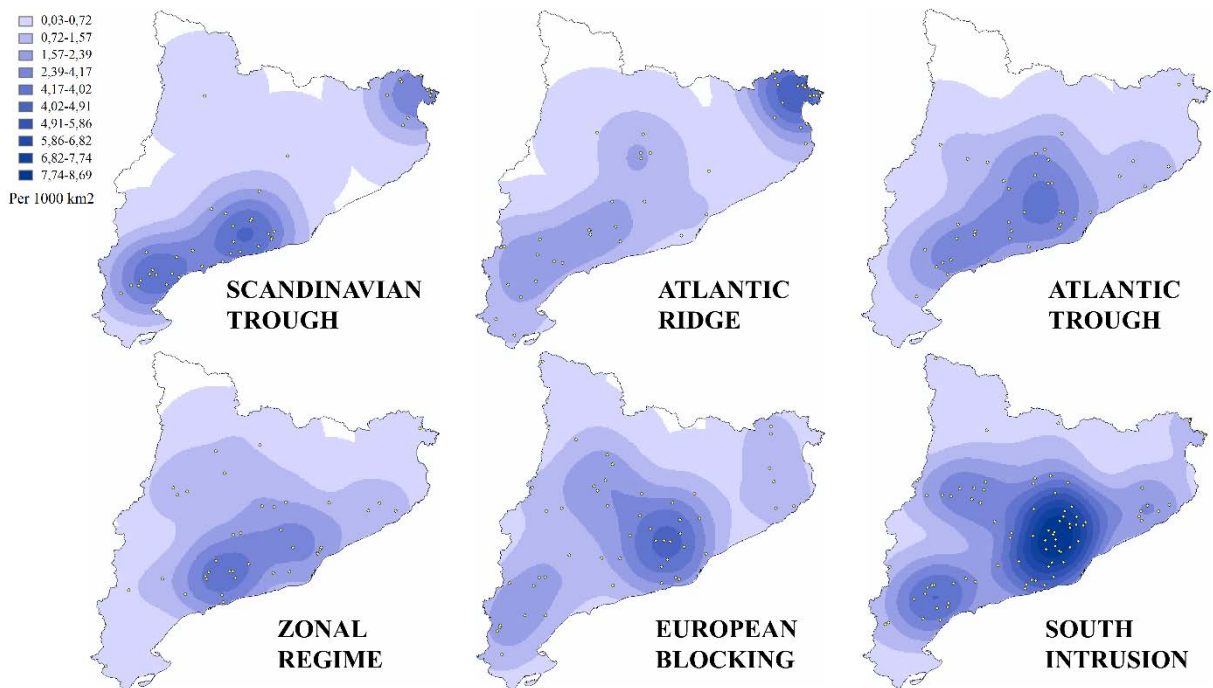 0,03-0,72
0,72-1,57
1,57-2,39
2,39-4,17
4,17-4,02
4,02-4,91
4,91-5,86
5,86-6,82
6,82-7,74
7,74-8,69
Per 1000 km2
SCANDINAVIAN
TROUGH
ATLANTIC
RIDGE
ATLANTIC
TROUGH
ZONAL
REGIME
EUROPEAN
BLOCKING
SOUTH
INTRUSION